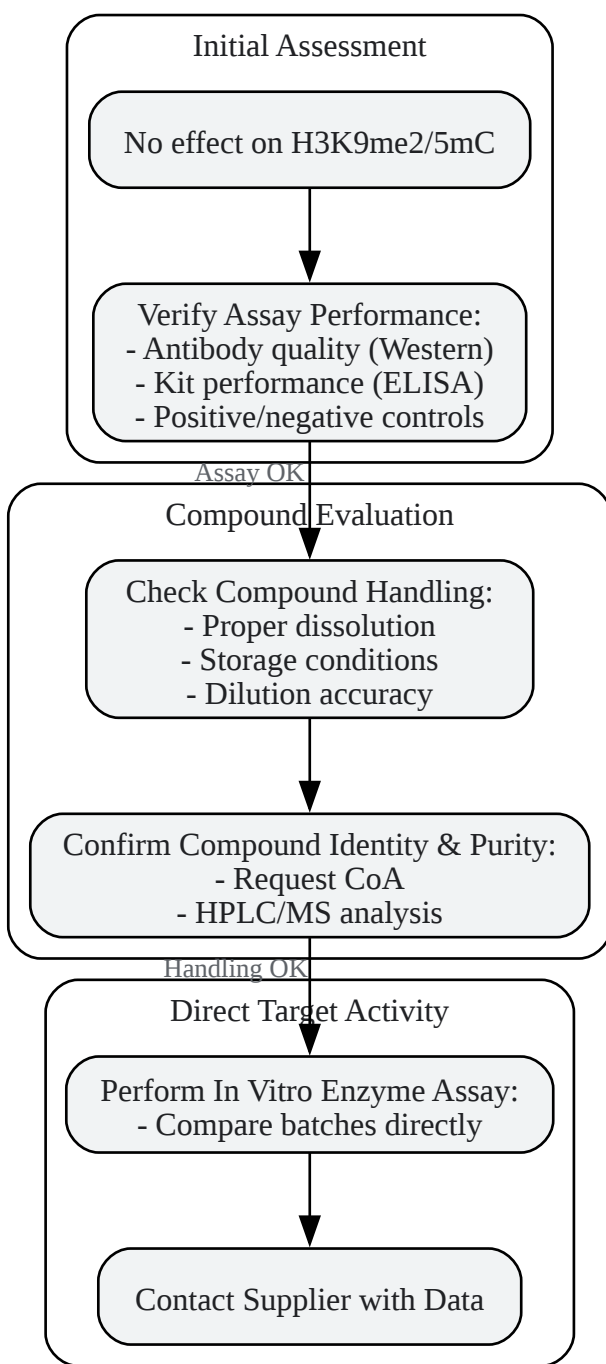 Initial Assessment
No effect on H3K9me2/5mC
Verify Assay Performance:
- Antibody quality (Western)
- Kit performance (ELISA)
- Positive/negative controls
Assay OK
Compound Evaluation
Check Compound Handling:
- Proper dissolution
- Storage conditions
- Dilution accuracy
Confirm Compound Identity & Purity:
- Request CoA
- HPLC/MS analysis
Handling OK
Direct Target Activity
Perform In Vitro Enzyme Assay:
- Compare batches directly
Contact Supplier with Data